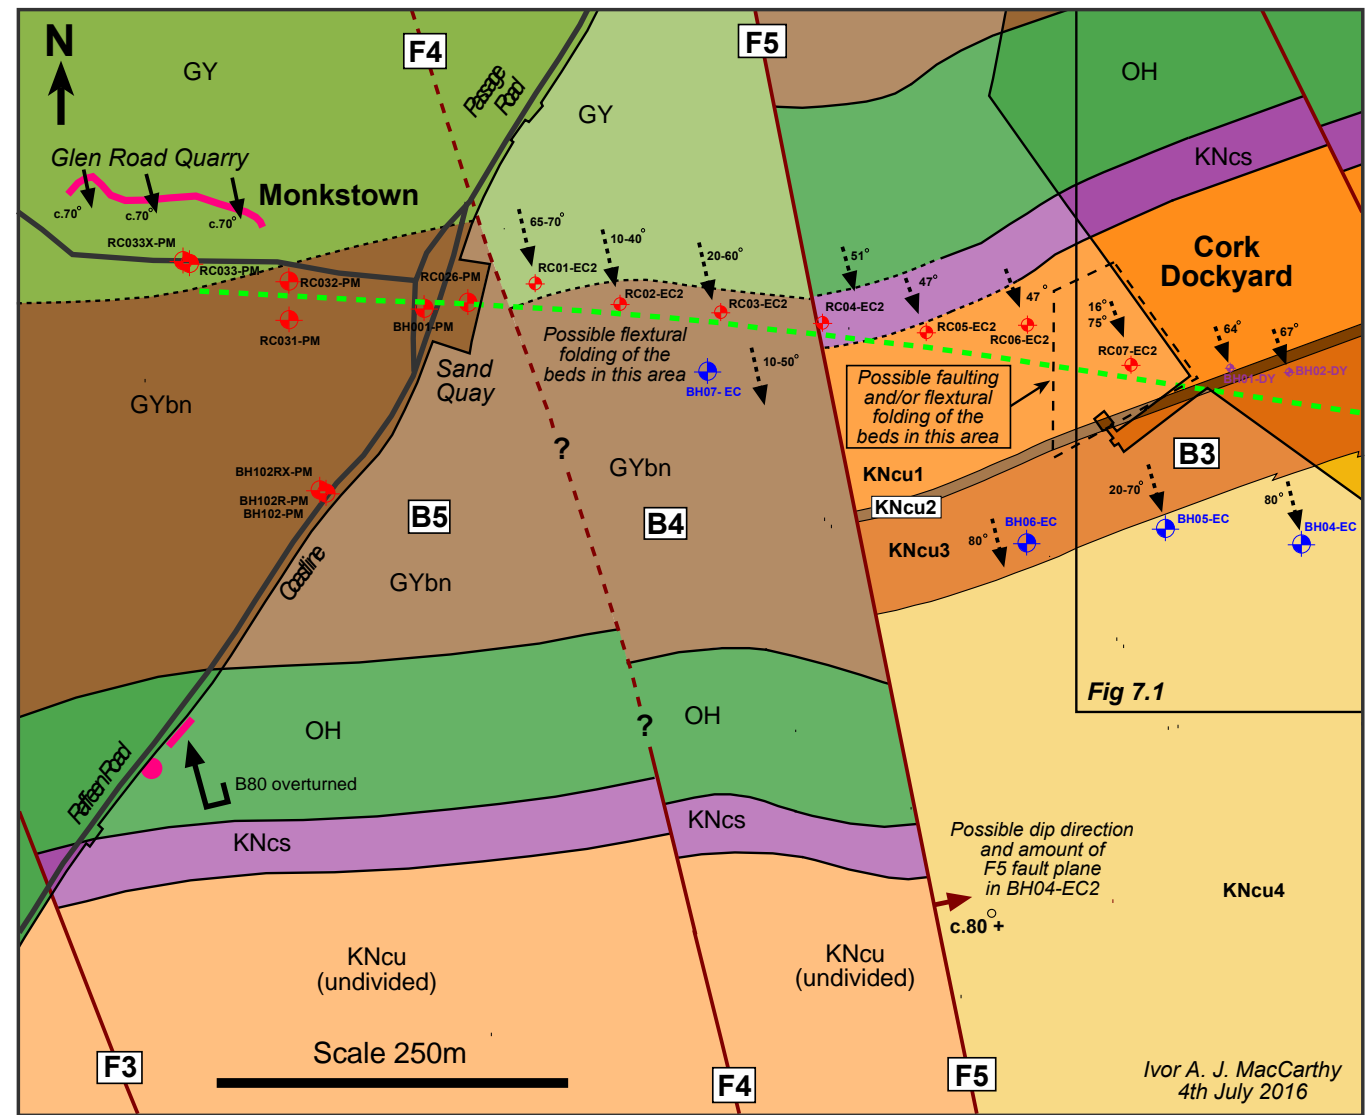 N
F4
F5
GY
Passage
Road
GY
OH
KNcs
Glen Road Quarry
Monkstown
c.70°
c.70°
c.70°
65-70°
10-40°
20-60°
51°
47°
47°
16°
75°
64°
67°
Cork
Dockyard
RC033X-PM
RC033-PM
RC032-PM
RC026-PM
RC01-EC2
RC02-EC2
RC03-EC2
RC04-EC2
RC05-EC2
RC06-EC2
RC07-EC2
BH01-DY
BH02-DY
RC031-PM
BH001-PM
Possible flextural
folding of the
beds in this area
BH07- EC
10-50°
Sand
Quay
Possible faulting
and/or flextural
folding of the
beds in this area
GYbn
?
GYbn
B3
KNcu1
KNcu2
KNcu3
BH102RX-PM
BH102R-PM
BH102-PM
B5
B4
20-70°
BH05-EC
80°
BH04-EC
BH06-EC
80°
Coastline
GYbn
Fig 7.1
OH
?
OH
Raffeen Road
B80 overturned
KNcs
KNcs
Possible dip direction
and amount of
F5 fault plane
in BH04-EC2
c.80°+
KNcu4
KNcu
(undivided)
KNcu
(undivided)
Scale 250m
F3
F4
F5
Ivor A. J. MacCarthy
4th July 2016